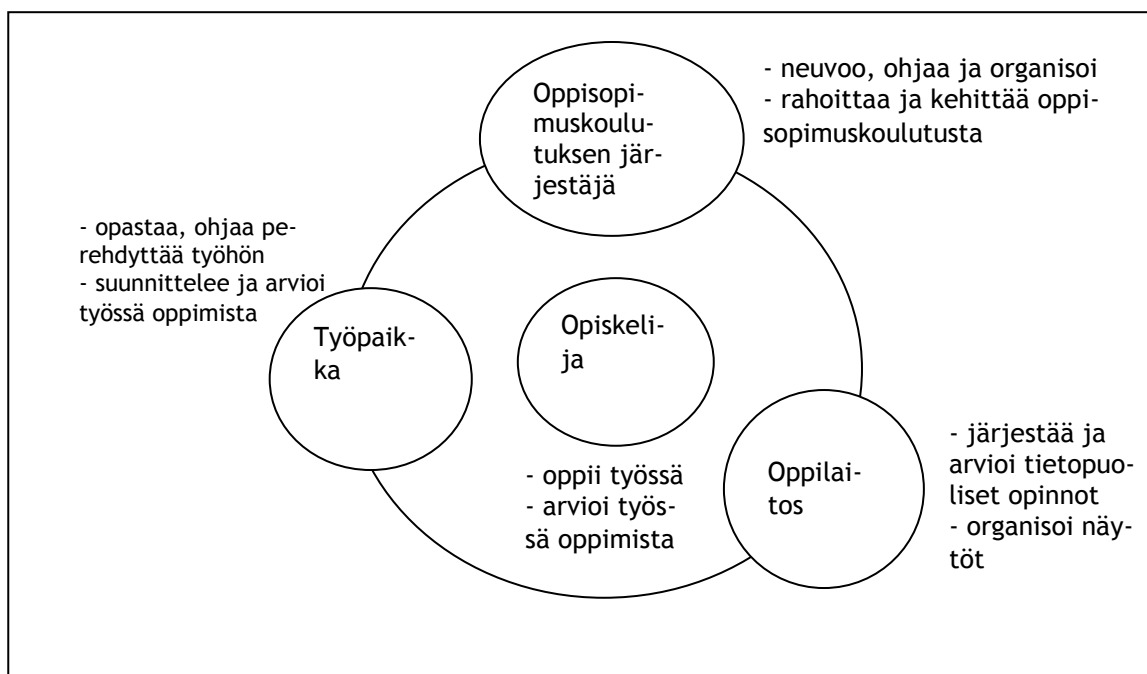 Oppisopi-
muskoulu-
tuksen jär-
jestäjä
- neuvoo, ohjaa ja organisoi
- rahoittaa ja kehittää oppi-
sopimuskoulutusta
- opastaa, ohjaa pe-
rehdyttää työhön
- suunnittelee ja arvioi
työssä oppimista
Työpaik-
ka
Opiskeli-
ja
- oppii työssä
- arvioi työs-
sä oppimista
Oppilai-
tos
- järjestää ja
arvioi tietopuo-
liset opinnot
- organisoi näy-
töt